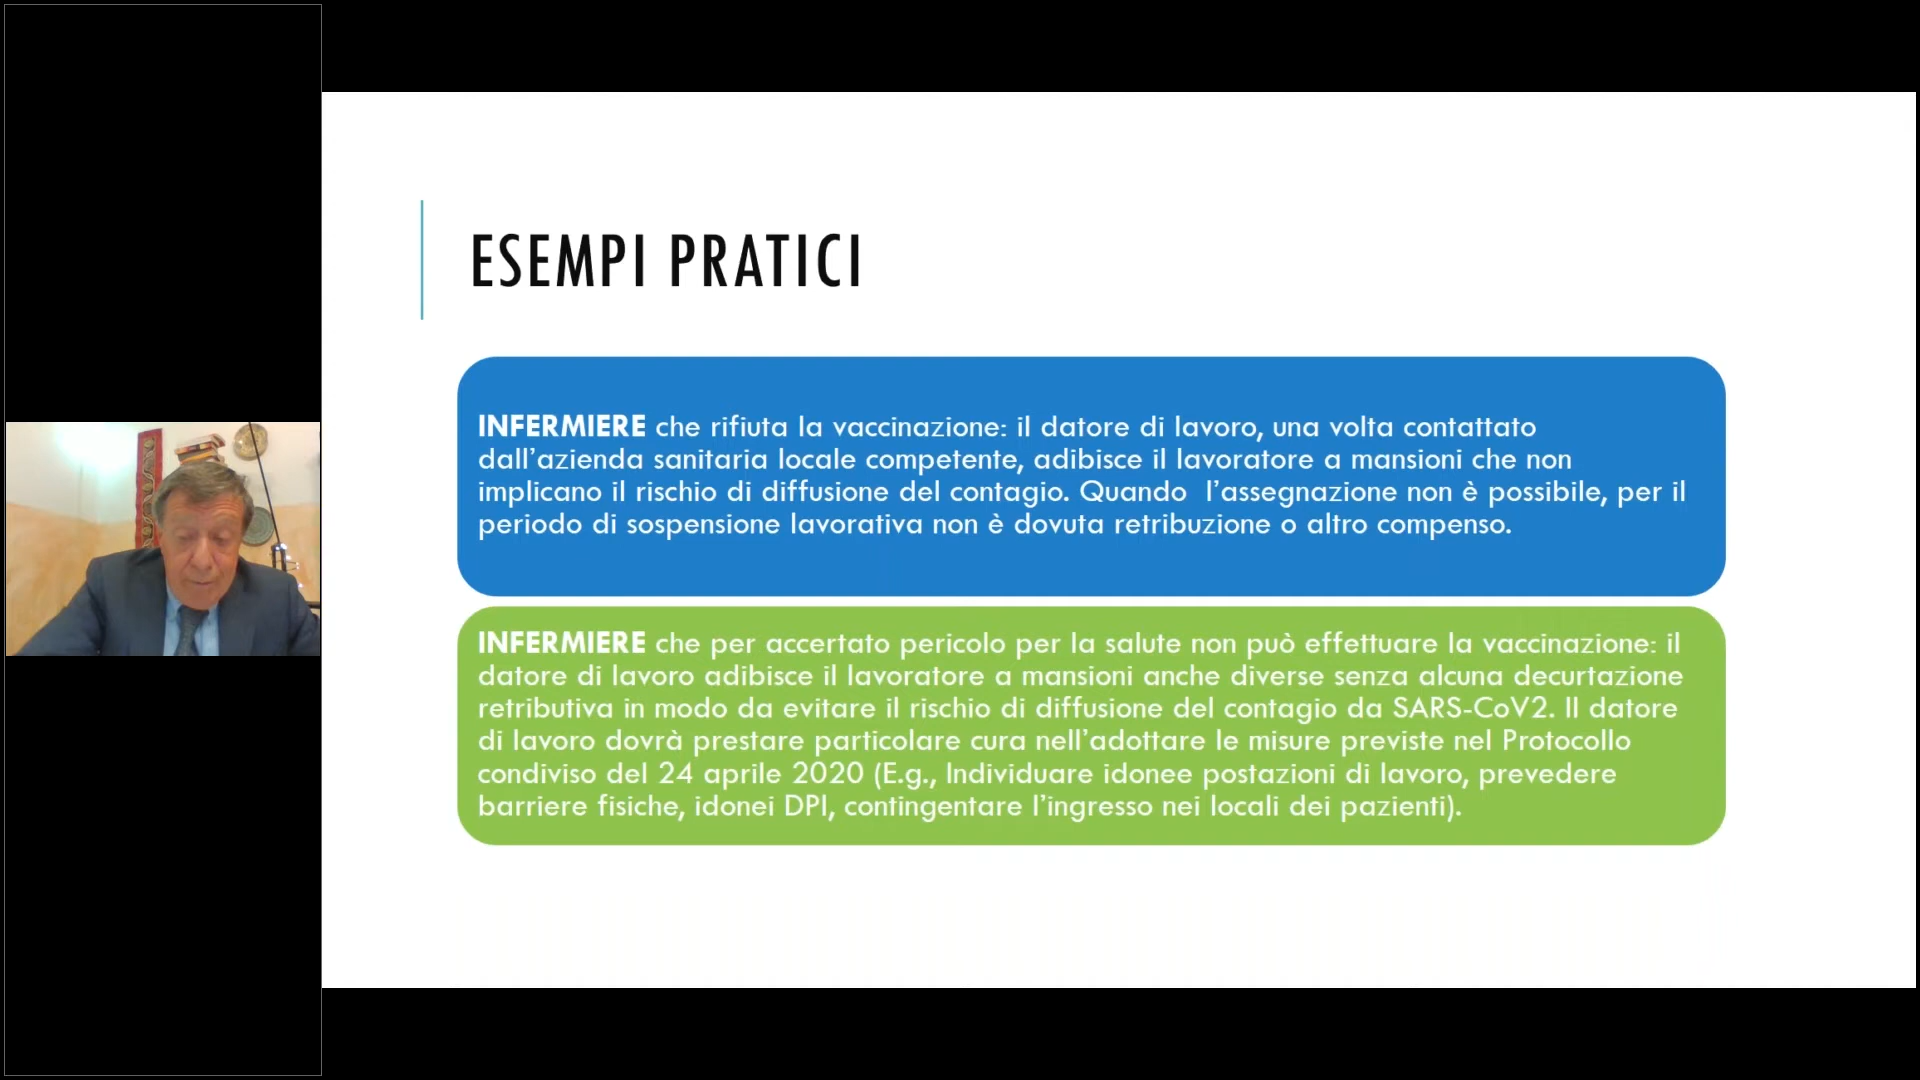 ESEMPI PRATICI
INFERMIERE che rifiuta la vaccinazione: il datore di lavoro, una volta contattato
dall'azienda sanitaria locale competente, adibisce il lavoratore a mansioni che non
implicano il rischio di diffusione del contagio. Quando  l'assegnazione non è possibile, per il
periodo di sospensione lavorativa non è dovuta retribuzione o altro compenso.
INFERMIERE che per accertato pericolo per la salute non può effettuare la vaccinazione: il
datore di lavoro adibisce il lavoratore a mansioni anche diverse senza alcuna decurtazione
retributiva in modo da evitare il rischio di diffusione del contagio da SARS-CoV2. Il datore
di lavoro dovrà prestare particolare cura nell'adottare le misure previste nel Protocollo
condiviso del 24 aprile 2020 (E.g., Individuare idonee postazioni di lavoro, prevedere
barriere fisiche, idonei DPI, contingentare l'ingresso nei locali dei pazienti).